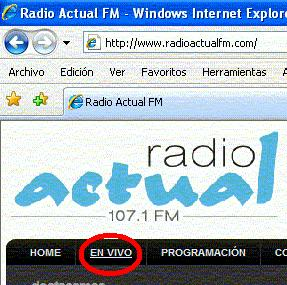 Radio Actual FM - Windows Internet Explore
http://www.radioactualfm.com/
Archivo Edición Ver Favoritos Herramientas
Radio Actual FM
radio
actual
107.1 FM
HOME EN VIVO PROGRAMACIÓN CO